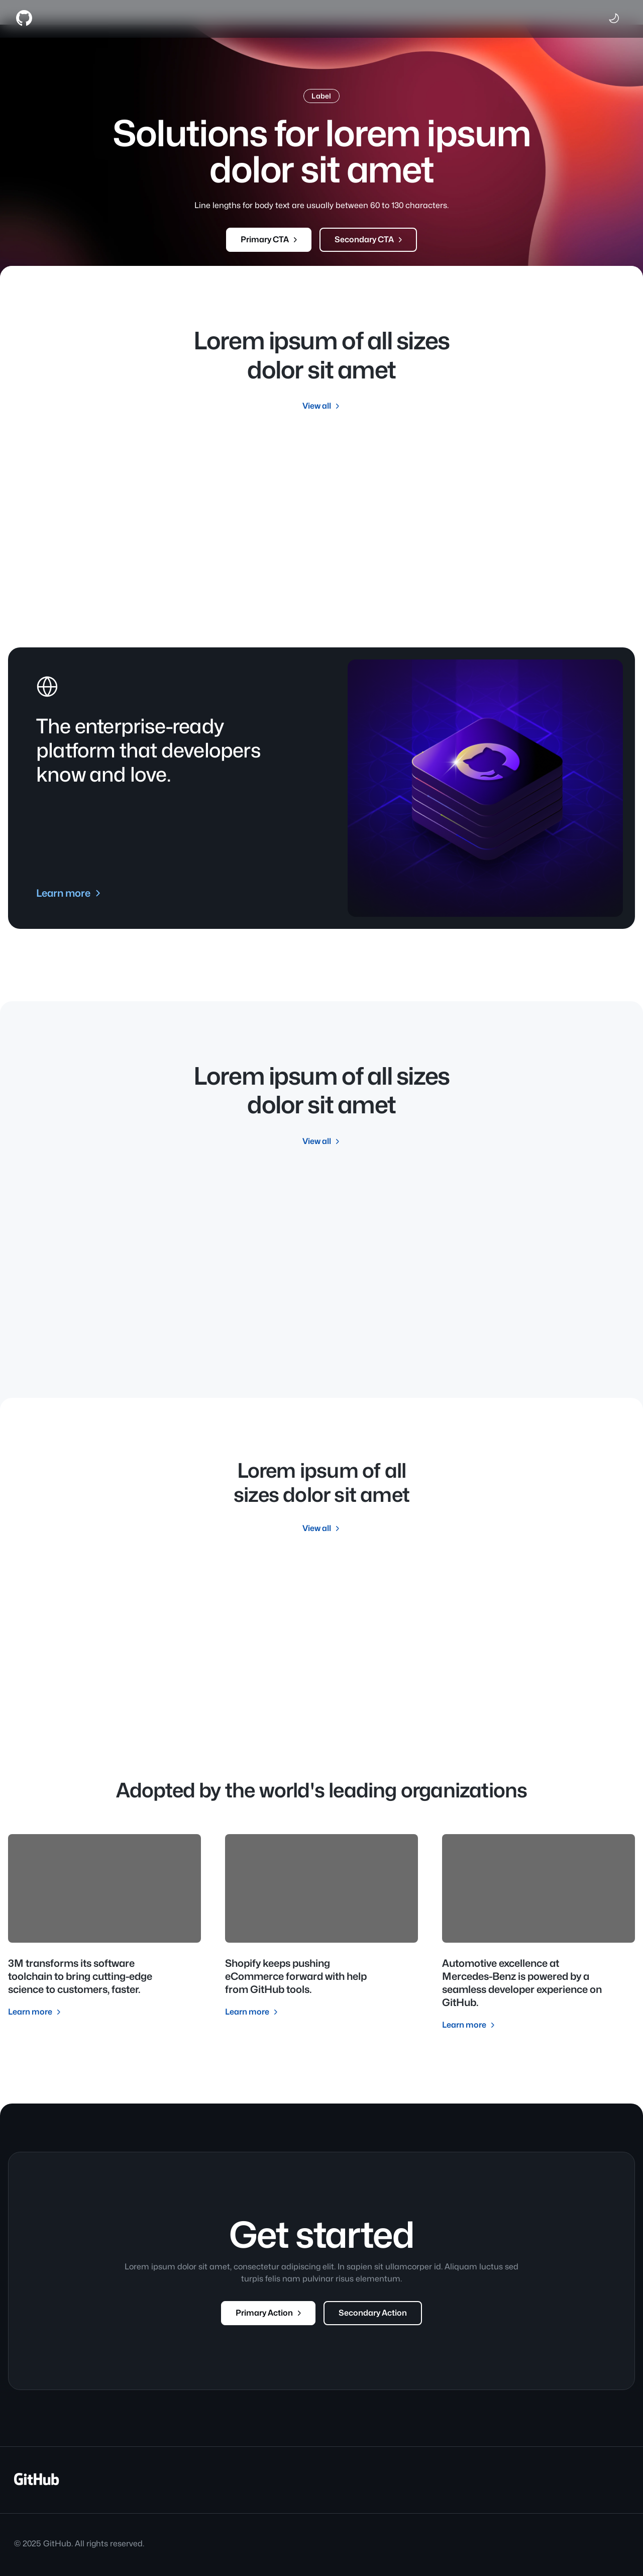 Label
Solutions for lorem ipsum
dolor sit amet
Line lengths for body text are usually between 60 to 130 characters.
Primary CTA
Secondary CTA
Lorem ipsum of all sizes
dolor sit amet
View all
The enterprise-ready
platform that developers
know and love.
Learn more
Lorem ipsum of all sizes
dolor sit amet
View all
Lorem ipsum of all
sizes dolor sit amet
View all
Adopted by the world's leading organizations
3M transforms its software
toolchain to bring cutting-edge
science to customers, faster.
Learn more
Shopify keeps pushing
eCommerce forward with help
from GitHub tools.
Learn more
Automotive excellence at
Mercedes-Benz is powered by a
seamless developer experience on
GitHub.
Learn more
Get started
Lorem ipsum dolor sit amet, consectetur adipiscing elit. In sapien sit ullamcorper id. Aliquam luctus sed
turpis felis nam pulvinar risus elementum.
Primary Action
Secondary Action
GitHub
© 2025 GitHub. All rights reserved.